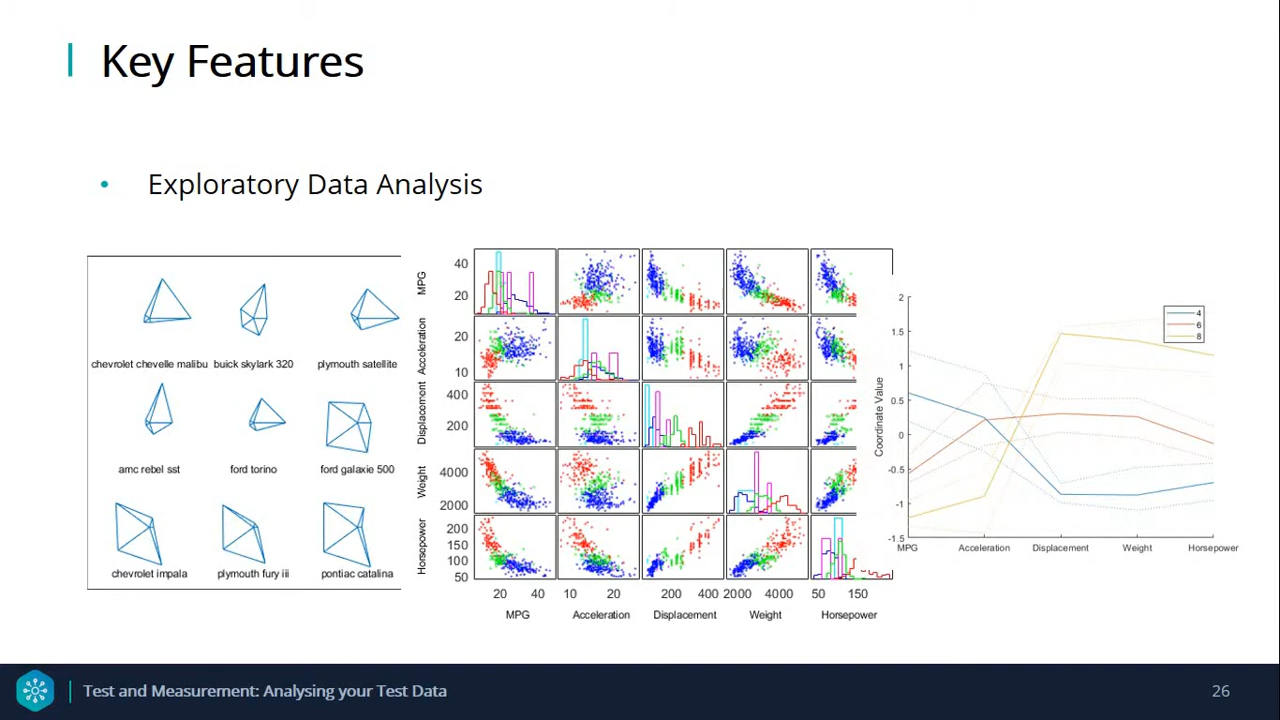 Key Features
• Exploratory Data Analysis
chevrolet chevelle malibu buick skylark 320 plymouth satellite
amc rebel sst ford torino ford galaxie 500
chevrolet impala plymouth fury iii pontiac catalina
MPG
40
20
Acceleration
20
10
Displacement
400
200
Weight
4000
2000
Horsepower
200
150
100
50
20 40 10 20 200 400 2000 4000 50 150
MPG Acceleration Displacement Weight Horsepower
Coordinate Value
2
1.5
1
0.5
0
-0.5
-1
-1.5
4
6
8
MPG Acceleration Displacement Weight Horsepower
Test and Measurement: Analysing your Test Data 26